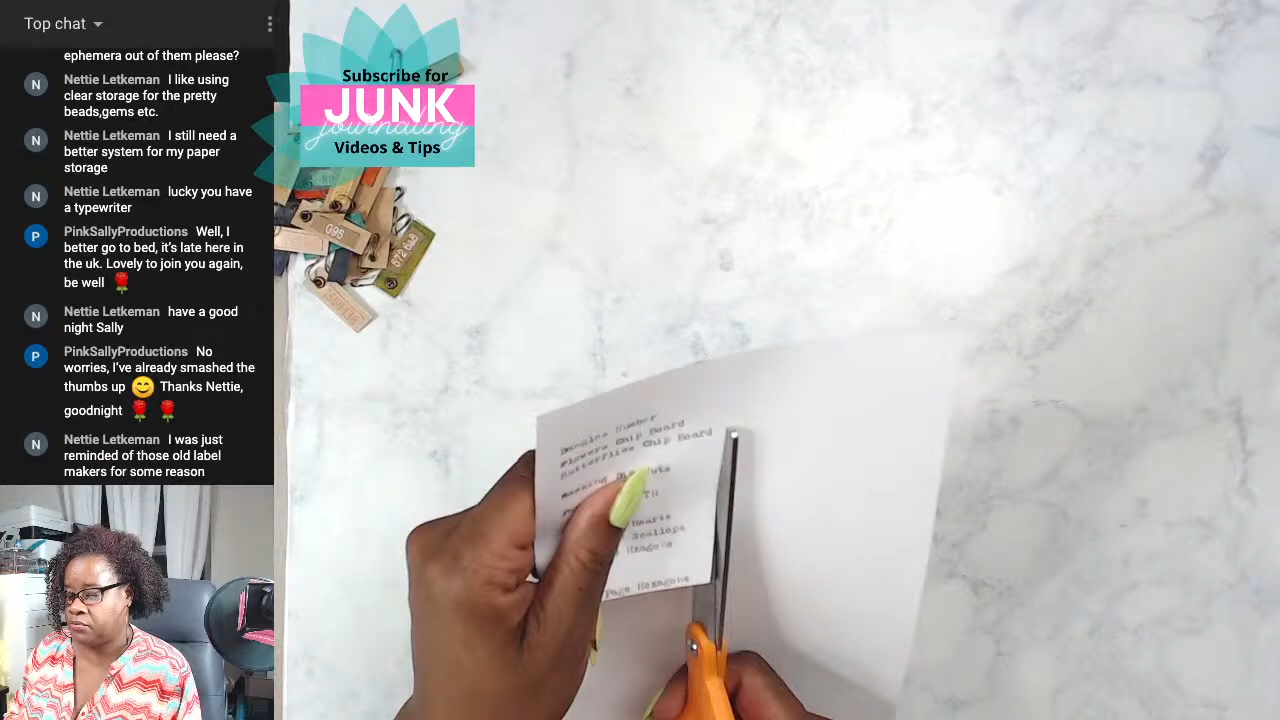 Top chat
ephemera out of them please?
N Nettie Letkeman I like using
clear storage for the pretty
beads,gems etc.
N Nettie Letkeman I still need a
better system for my paper
storage
N Nettie Letkeman lucky you have
a typewriter
P PinkSallyProductions Well, I
better go to bed, it's late here in
the uk. Lovely to join you again,
be well 🌹
N Nettie Letkeman have a good
night Sally
P PinkSallyProductions No
worries, I've already smashed the
thumbs up 😊 Thanks Nettie,
goodnight 🌹 🌹
N Nettie Letkeman I was just
reminded of those old label
makers for some reason
Subscribe for
JUNK
journaling
Videos & Tips
096
672608
Dangles Number
Flowers Chip Board
Butterflies Chip Board
Hearts
Scallops
Hxagons
Page Hexagons